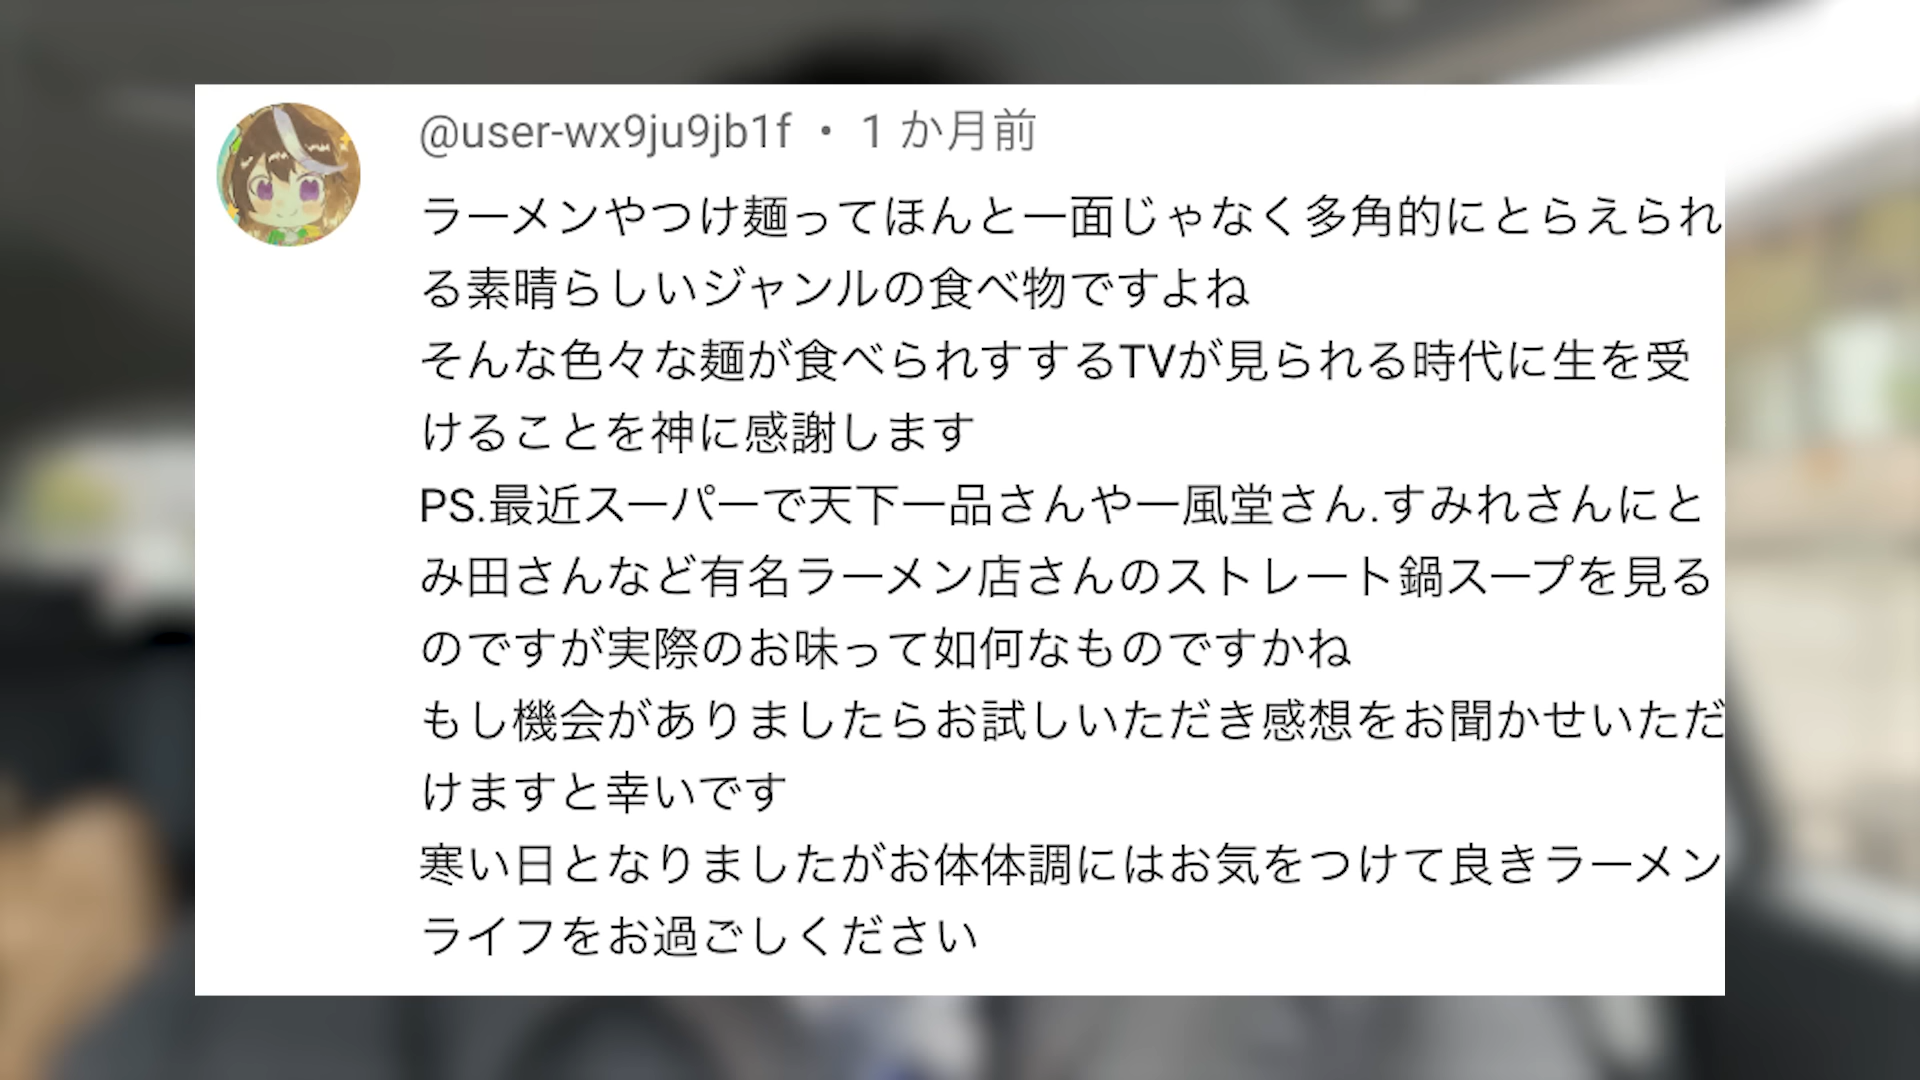 @user-wx9ju9jb1f ・ 1 か月前
ラーメンやつけ麺ってほんと一面じゃなく多角的にとらえられ
る素晴らしいジャンルの食べ物ですよね
そんな色々な麺が食べられすするTVが見られる時代に生を受
けることを神に感謝します
PS.最近スーパーで天下一品さんや一風堂さん.すみれさんにと
み田さんなど有名ラーメン店さんのストレート鍋スープを見る
のですが実際のお味って如何なものですかね
もし機会がありましたらお試しいただき感想をお聞かせいただ
けますと幸いです
寒い日となりましたがお体体調にはお気をつけて良きラーメン
ライフをお過ごしください